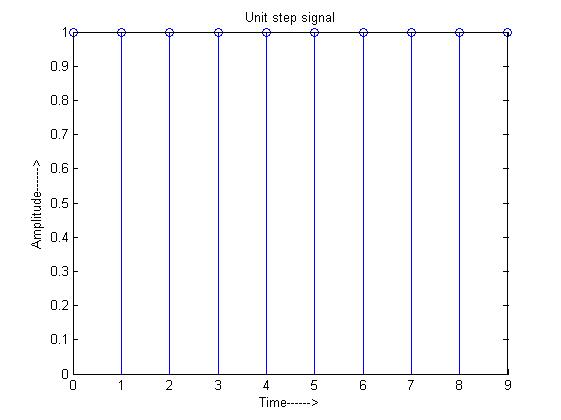 Unit step signal
1
0.9
0.8
0.7
0.6
0.5
0.4
0.3
0.2
0.1
0
Amplitude------>
0 1 2 3 4 5 6 7 8 9
Time------>